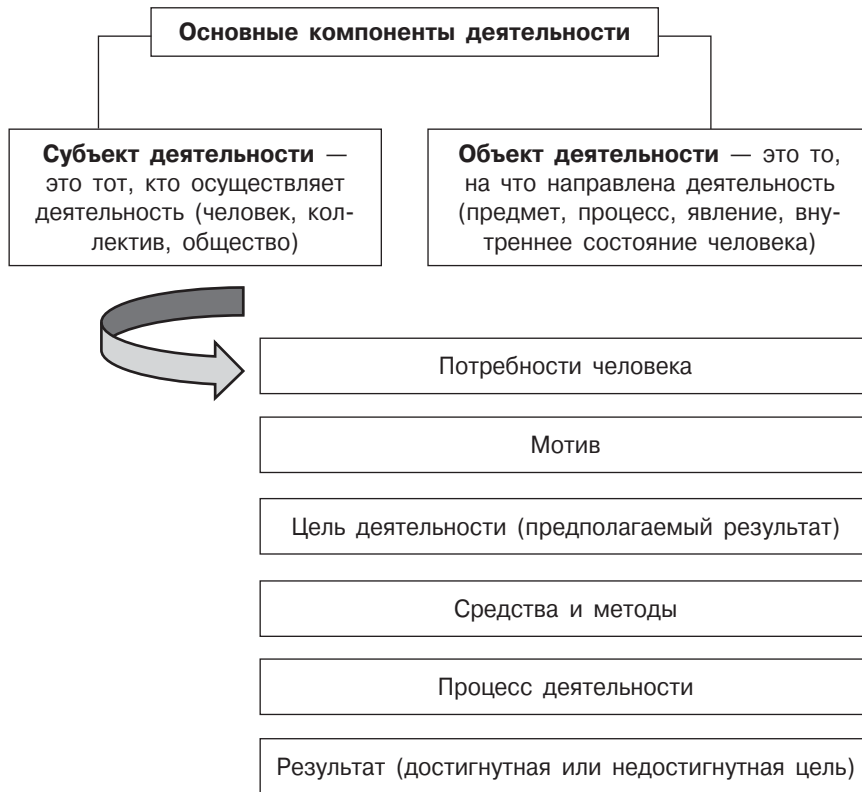 Основные компоненты деятельности
Субъект деятельности —
это тот, кто осуществляет
деятельность (человек, кол-
лектив, общество)
Объект деятельности — это то,
на что направлена деятельность
(предмет, процесс, явление, вну-
треннее состояние человека)
Потребности человека
Мотив
Цель деятельности (предполагаемый результат)
Средства и методы
Процесс деятельности
Результат (достигнутная или недостигнутная цель)